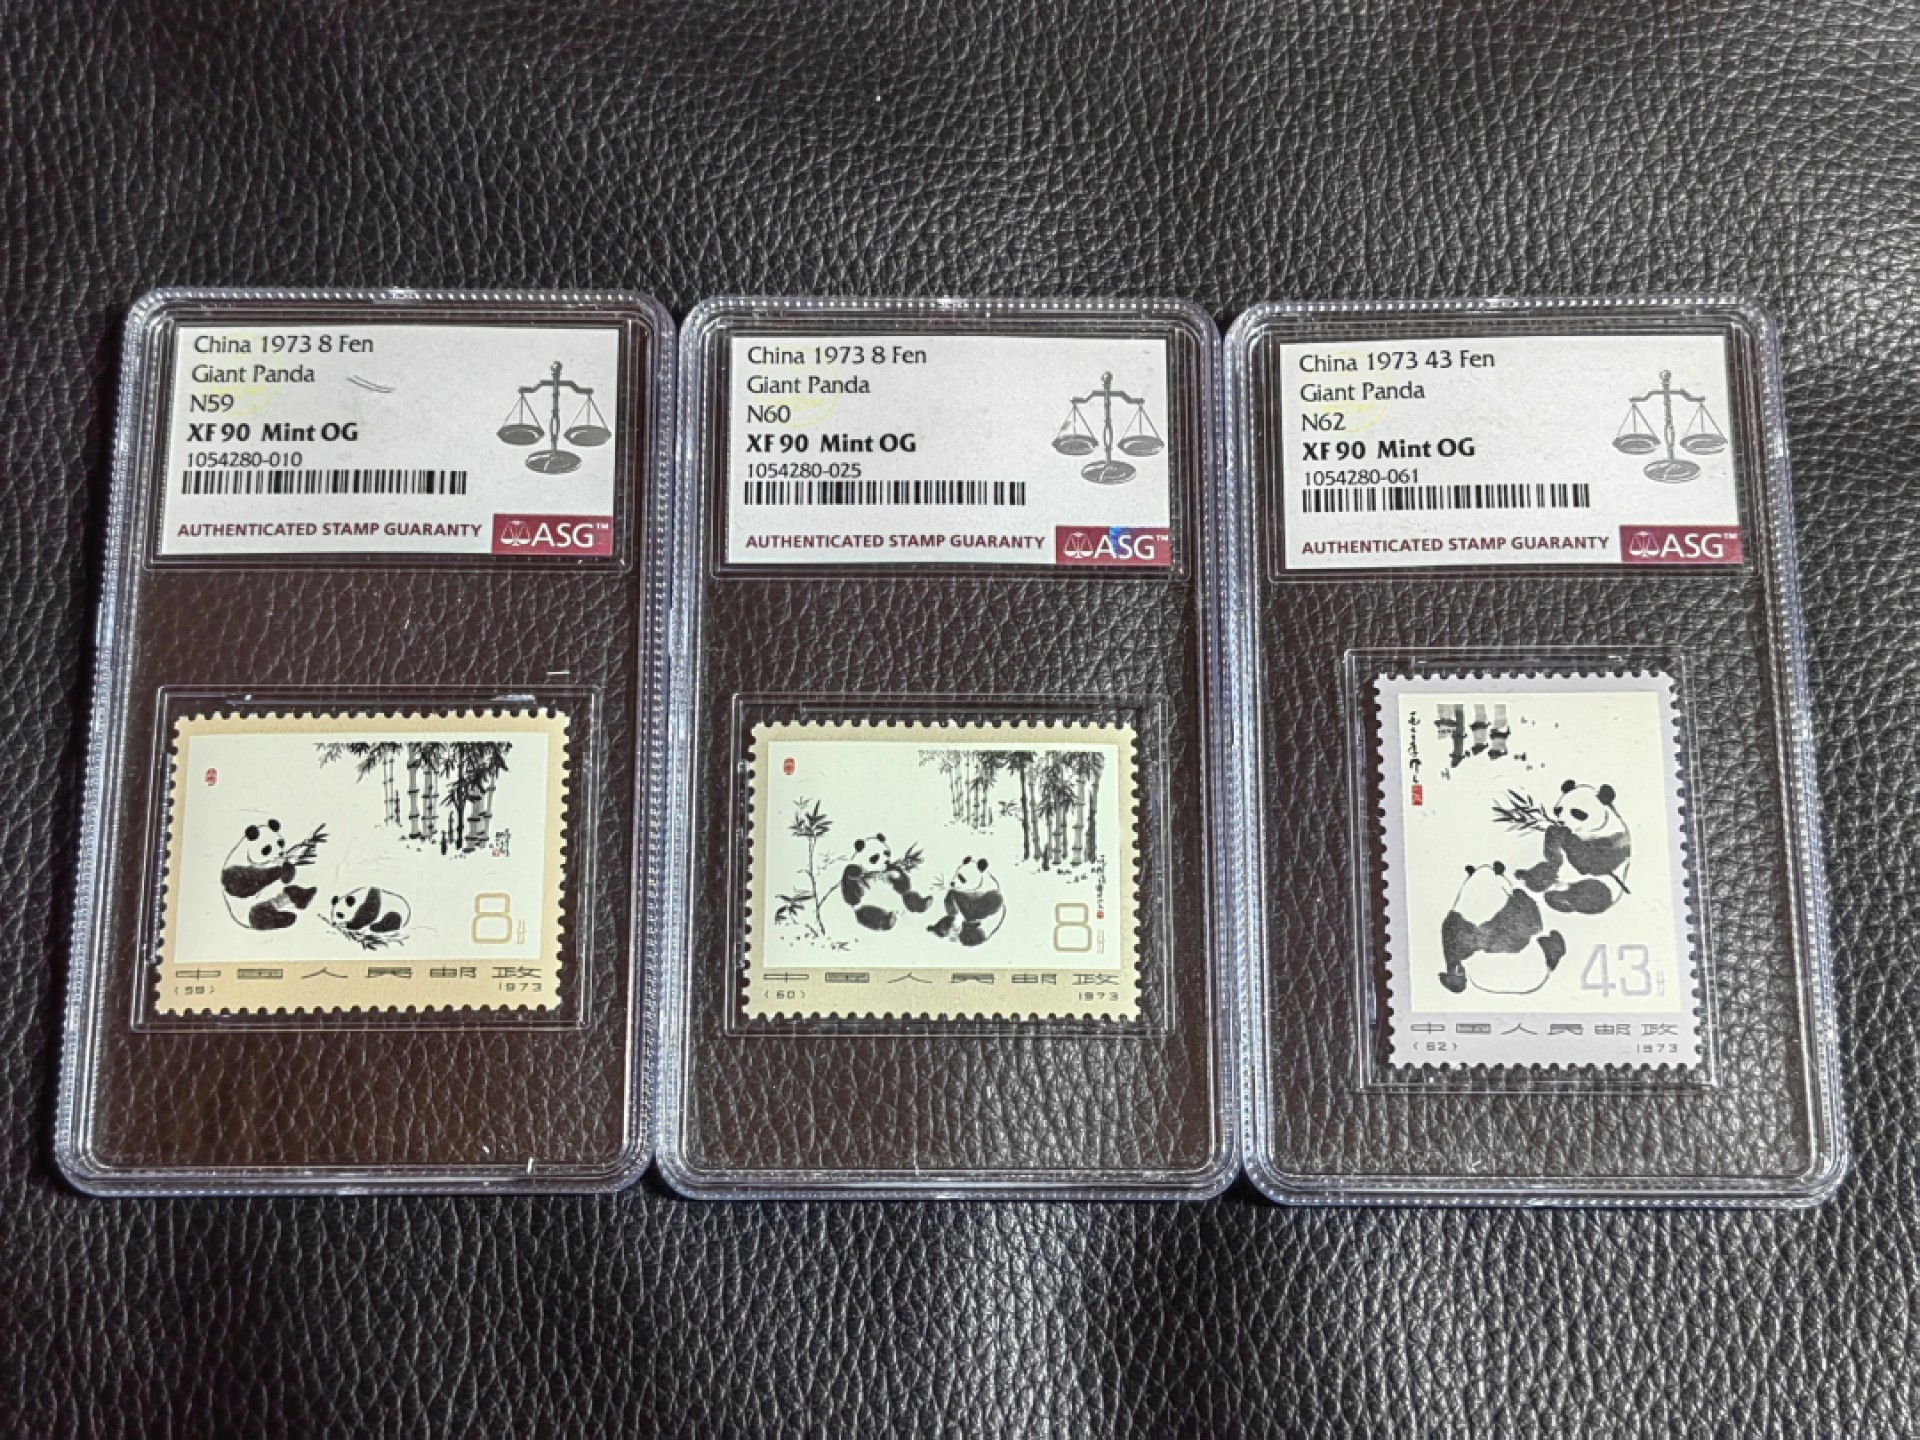 China 1973 8 Fen
Giant Panda
N59
XF 90 Mint OG
1054280-010
AUTHENTICATED STAMP GUARANTY
ASG™
8分
中国人民邮政
(59)
1973
China 1973 8 Fen
Giant Panda
N60
XF 90 Mint OG
1054280-025
AUTHENTICATED STAMP GUARANTY
ASG™
8分
中国人民邮政
(60)
1973
China 1973 43 Fen
Giant Panda
N62
XF 90 Mint OG
1054280-061
AUTHENTICATED STAMP GUARANTY
ASG™
43分
中国人民邮政
(62)
1973